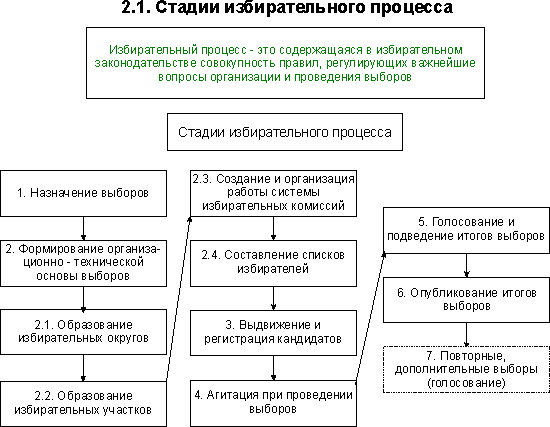 2.1. Стадии избирательного процесса
Избирательный процесс - это содержащаяся в избирательном
законодательстве совокупность правил, регулирующих важнейшие
вопросы организации и проведения выборов
Стадии избирательного процесса
1. Назначение выборов
2. Формирование организа-
ционно - технической
основы выборов
2.1. Образование
избирательных округов
2.2. Образование
избирательных участков
2.3. Создание и организация
работы системы
избирательных комиссий
2.4. Составление списков
избирателей
3. Выдвижение и
регистрация кандидатов
4. Агитация при проведении
выборов
5. Голосование и
подведение итогов выборов
6. Опубликование итогов
выборов
7. Повторные,
дополнительные выборы
(голосование)